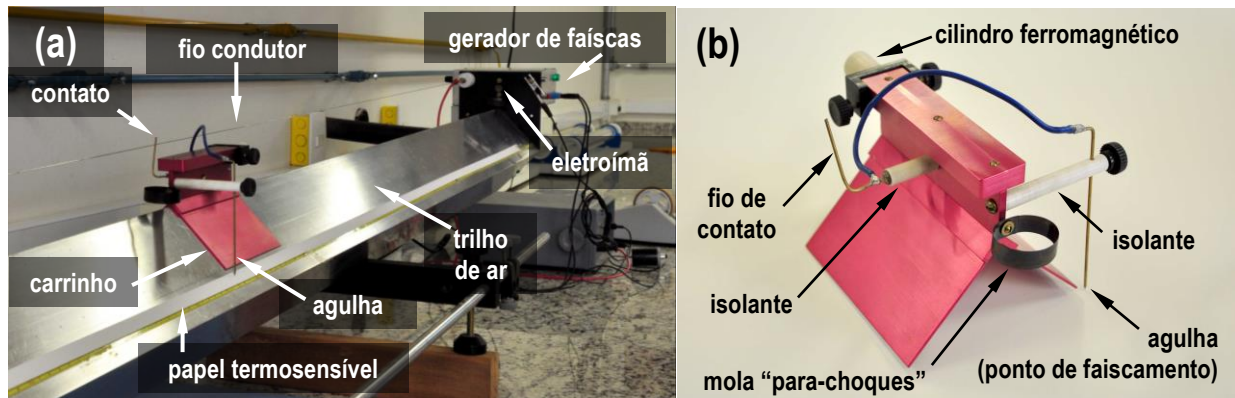 (a)
fio condutor
gerador de faíscas
contato
eletroímã
carrinho
agulha
trilho
de ar
papel termosensível
(b)
cilindro ferromagnético
fio de
contato
isolante
isolante
mola “para-choques”
agulha
(ponto de faiscamento)